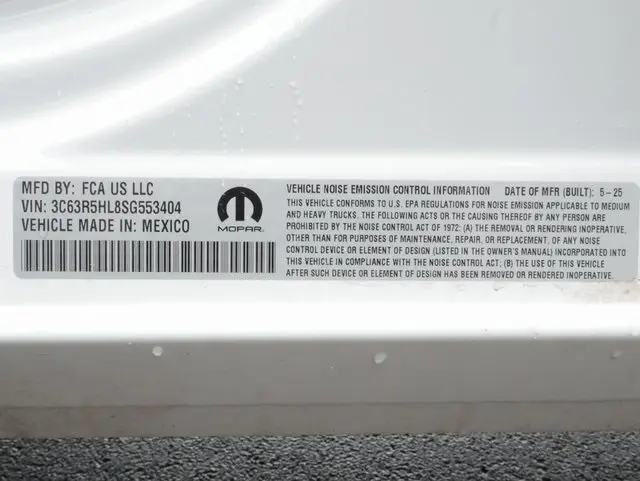 MFD BY: FCA US LLC
VIN: 3C63R5HL8SG553404
VEHICLE MADE IN: MEXICO
MOPAR
VEHICLE NOISE EMISSION CONTROL INFORMATION DATE OF MFR (BUILT): 5-25
THIS VEHICLE CONFORMS TO U.S. EPA REGULATIONS FOR NOISE EMISSION APPLICABLE TO MEDIUM
AND HEAVY TRUCKS. THE FOLLOWING ACTS OR THE CAUSING THEREOF BY ANY PERSON
ARE PROHIBITED BY THE NOISE CONTROL ACT OF 1972: (A) THE REMOVAL OR RENDERING INOPERATIVE,
OTHER THAN FOR PURPOSES OF MAINTENANCE, REPAIR, OR REPLACEMENT, OF ANY NOISE
CONTROL DEVICE OR ELEMENT OF DESIGN (LISTED IN THE OWNER'S MANUAL) INCORPORATED INTO
THIS VEHICLE IN COMPLIANCE WITH THE NOISE CONTROL ACT; (B) THE USE OF THIS VEHICLE
AFTER SUCH DEVICE OR ELEMENT OF DESIGN HAS BEEN REMOVED OR RENDERED INOPERATIVE.